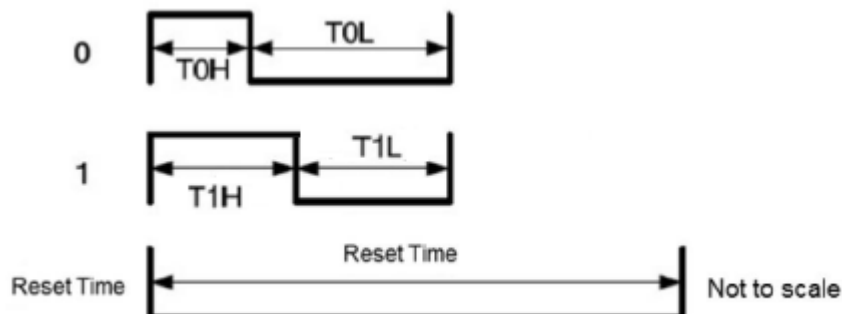 0
T0H
T0L
1
T1H
T1L
Reset Time
Reset Time
Not to scale